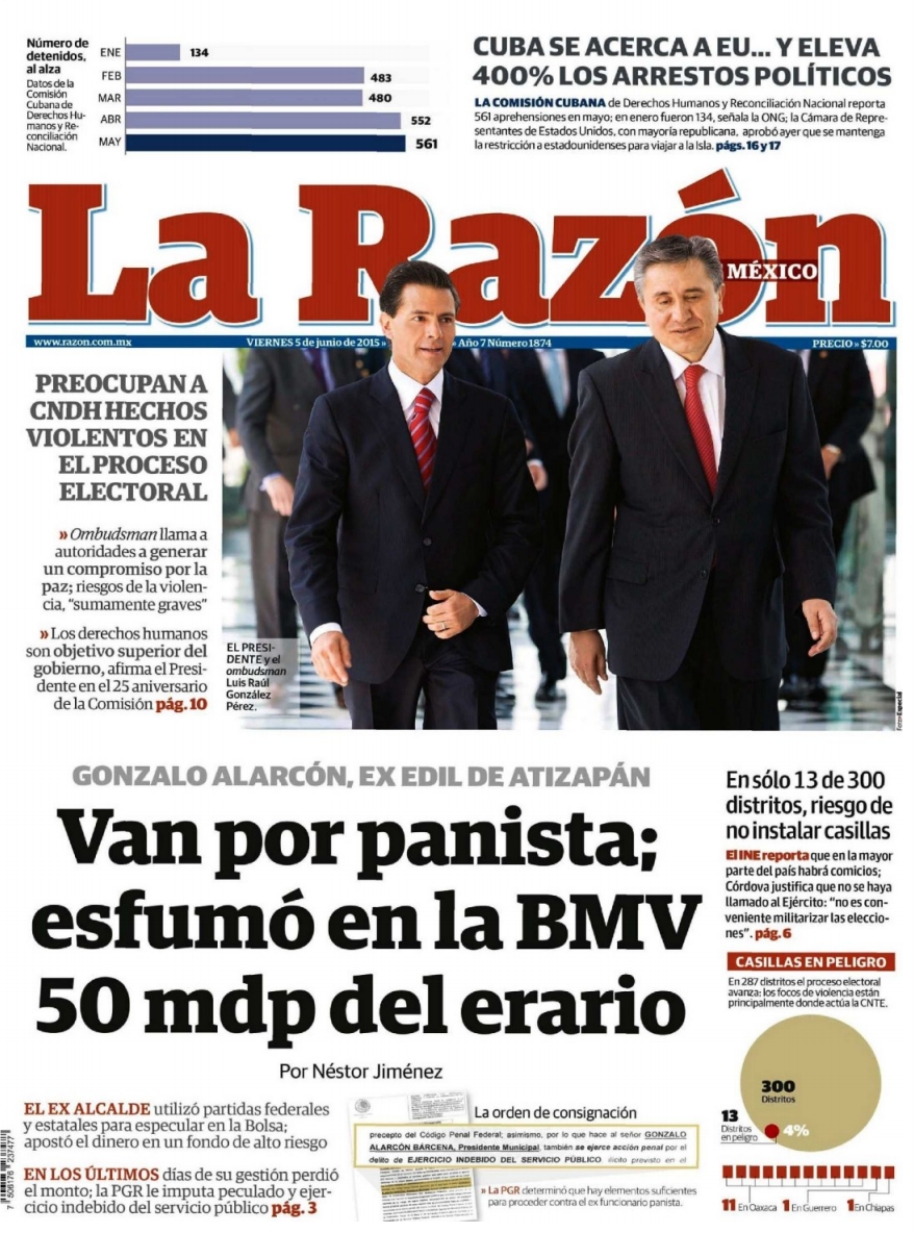 Número de
detenidos,
al alza
Datos de la
Comisión
Cubana de
Derechos Hu-
manos y Re-
conciliación
Nacional.
ENE 134
FEB 483
MAR 480
ABR 552
MAY 561
CUBA SE ACERCA A EU... Y ELEVA
400% LOS ARRESTOS POLÍTICOS
LA COMISIÓN CUBANA de Derechos Humanos y Reconciliación Nacional reporta
561 aprehensiones en mayo; en enero fueron 134, señala la ONG; la Cámara de Repre-
sentantes de Estados Unidos, con mayoría republicana, aprobó ayer que se mantenga
la restricción a estadounidenses para viajar a la Isla. págs. 16 y 17
La Razón
MÉXICO
www.razon.com.mx VIERNES 5 de junio de 2015 » » Año 7 Número 1874 PRECIO » $7.00
PREOCUPAN A
CNDH HECHOS
VIOLENTOS EN
EL PROCESO
ELECTORAL
» Ombudsman llama a
autoridades a generar
un compromiso por la
paz; riesgos de la violen-
cia, “sumamente graves”
» Los derechos humanos
son objetivo superior del
gobierno, afirma el Presi-
dente en el 25 aniversario
de la Comisión pág. 10
EL PRESI-
DENTE y el
ombudsman
Luis Raúl
González
Pérez.
Foto»Especial
GONZALO ALARCÓN, EX EDIL DE ATIZAPÁN
Van por panista;
esfumó en la BMV
50 mdp del erario
Por Néstor Jiménez
EL EX ALCALDE utilizó partidas federales
y estatales para especular en la Bolsa;
apostó el dinero en un fondo de alto riesgo
EN LOS ÚLTIMOS días de su gestión perdió
el monto; la PGR le imputa peculado y ejer-
cicio indebido del servicio público pág. 3
La orden de consignación
precepto del Código Penal Federal; asimismo, por lo que hace al señor GONZALO
ALARCÓN BÁRCENA, Presidente Municipal, también se ejerce acción penal por el
delito de EJERCICIO INDEBIDO DEL SERVICIO PÚBLICO, ilícito previsto en el
» La PGR determinó que hay elementos suficientes
para proceder contra el ex funcionario panista.
En sólo 13 de 300
distritos, riesgo de
no instalar casillas
El INE reporta que en la mayor
parte del país habrá comicios;
Córdova justifica que no se haya
llamado al Ejército: “no es con-
veniente militarizar las eleccio-
nes”. pág. 6
CASILLAS EN PELIGRO
En 287 distritos el proceso electoral
avanza: los focos de violencia están
principalmente donde actúa la CNTE.
300
Distritos
13
Distritos
en peligro
4%
11 En Oaxaca 1 En Guerrero 1 En Chiapas